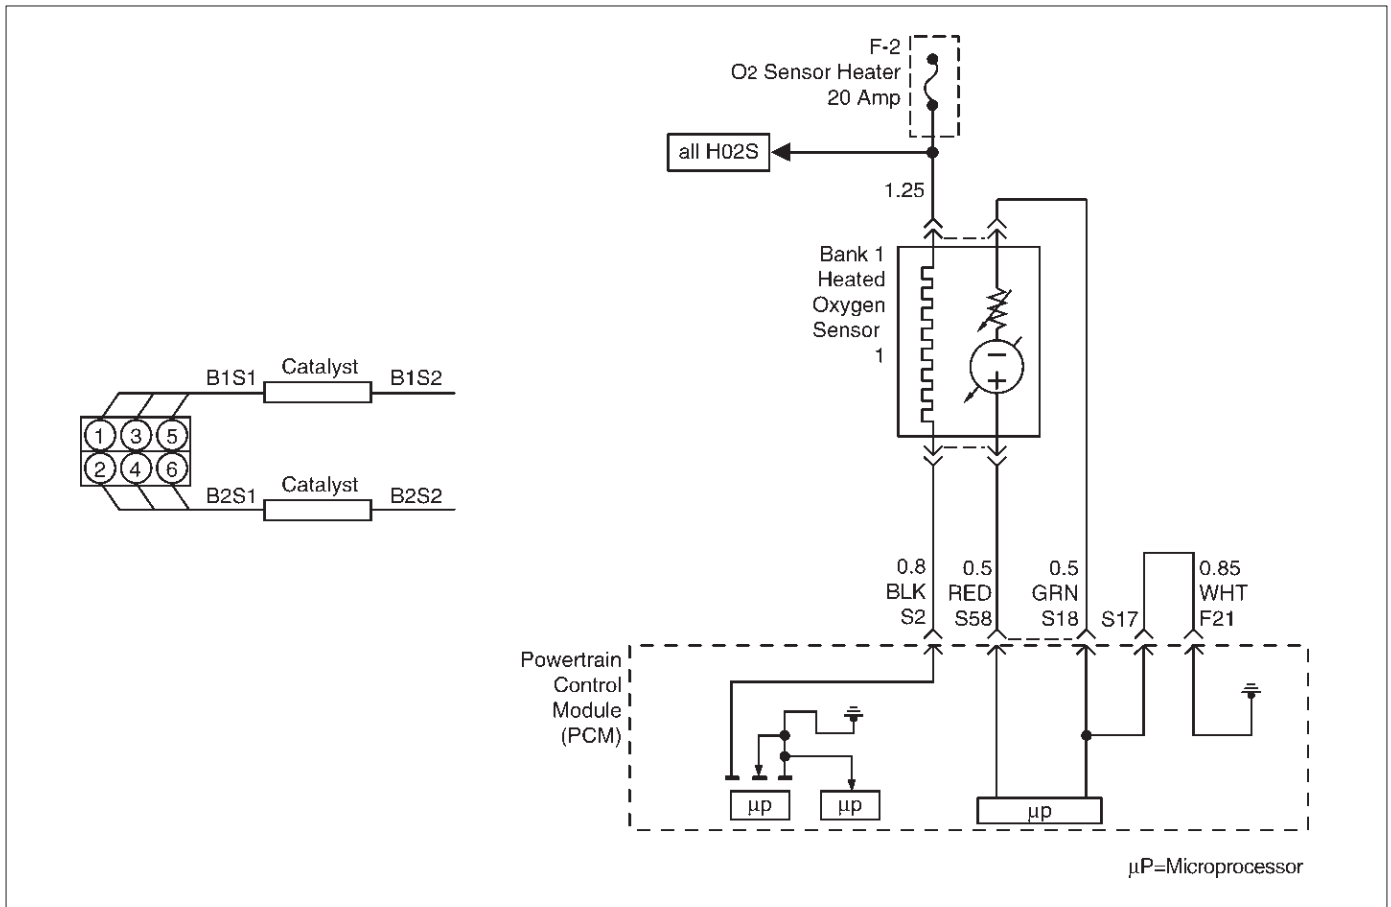 F-2
O2 Sensor Heater
20 Amp
all H02S
1.25
Bank 1
Heated
Oxygen
Sensor
1
Catalyst
B1S1
B1S2
1 3 5
2 4 6
Catalyst
B2S1
B2S2
0.8
BLK
S2
0.5
RED
S58
0.5
GRN
S18
S17
0.85
WHT
F21
Powertrain
Control
Module
(PCM)
μp
μp
μp
μP=Microprocessor